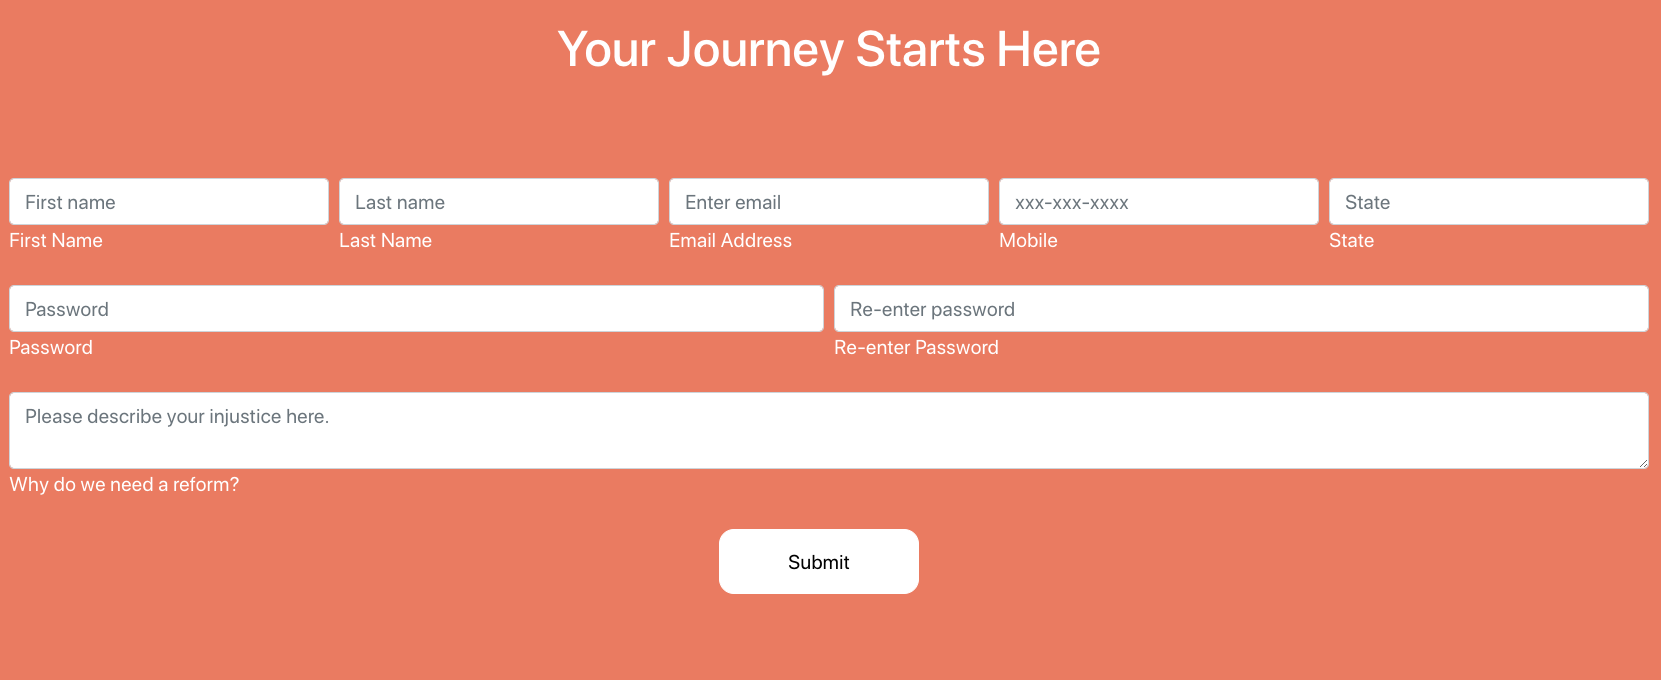 Your Journey Starts Here
First name Last name Enter email xxx-xxx-xxxx State
First Name Last Name Email Address Mobile State
Password Re-enter password
Password Re-enter Password
Please describe your injustice here.
Why do we need a reform?
Submit